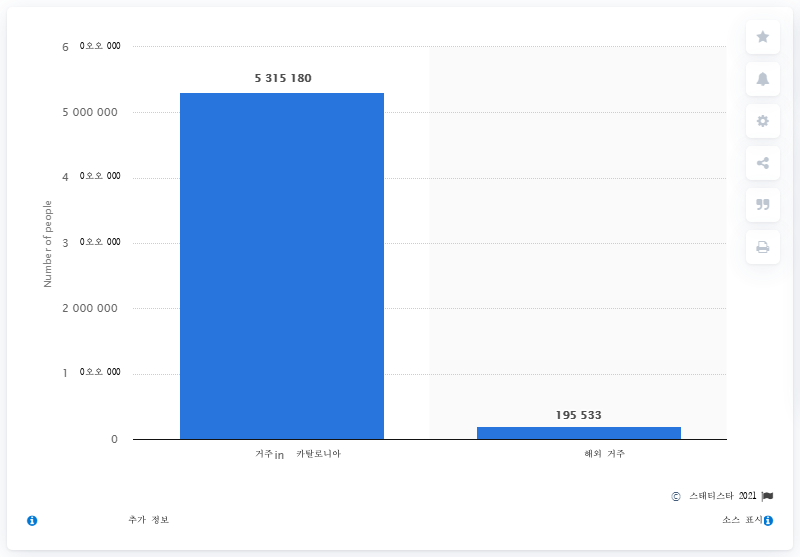 6 0오오 000
5 315 180
5 000 000
4 0오오 000
Number of people
3 0오오 000
2 000 000
1 0오오 000
195 533
0
거주 in 카탈로니아
해외 거주
© 스태티스타 2021
추가 정보
소스 표시